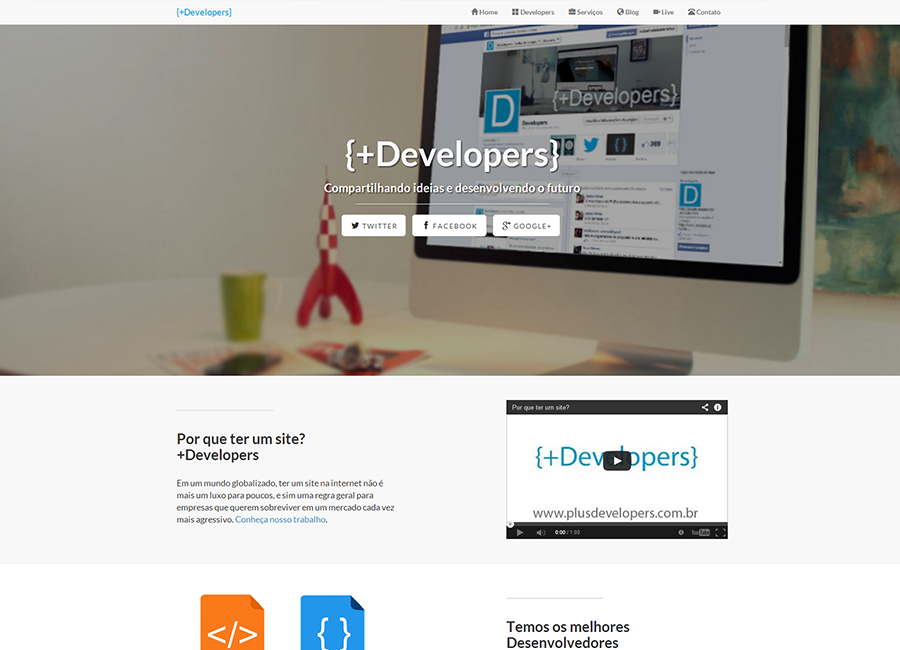 {+Developers}
Home
Developers
Serviços
Blog
Live
Contato
{+Developers}
D
Developers
{+Developers}
Compartilhando ideias e desenvolvendo o futuro
D
TWITTER
FACEBOOK
GOOGLE+
Por que ter um site?
+Developers
Em um mundo globalizado, ter um site na internet não é
mais um luxo para poucos, e sim uma regra geral para
empresas que querem sobreviver em um mercado cada vez
mais agressivo. Conheça nosso trabalho.
Por que ter um site?
{+Developers}
www.plusdevelopers.com.br
0:00 / 1:00
YouTube
</>
{ }
Temos os melhores
Desenvolvedores